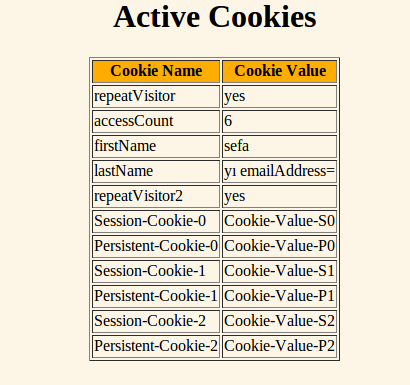 Active Cookies
Cookie Name Cookie Value
repeatVisitor yes
accessCount 6
firstName sefa
lastName yı emailAddress=
repeatVisitor2 yes
Session-Cookie-0 Cookie-Value-S0
Persistent-Cookie-0 Cookie-Value-P0
Session-Cookie-1 Cookie-Value-S1
Persistent-Cookie-1 Cookie-Value-P1
Session-Cookie-2 Cookie-Value-S2
Persistent-Cookie-2 Cookie-Value-P2